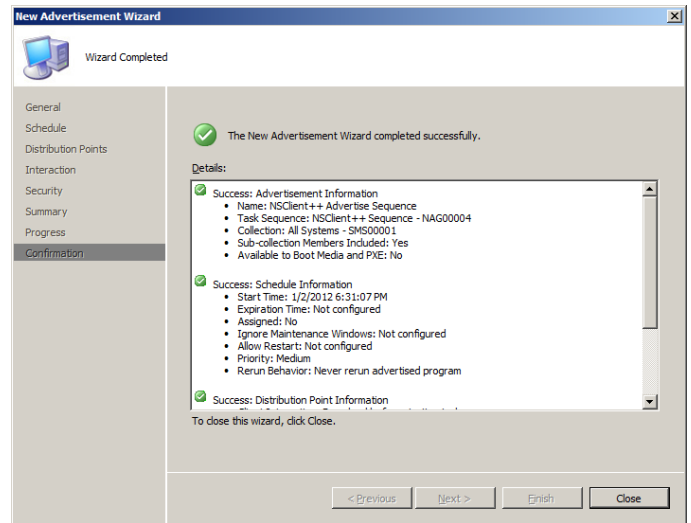 New Advertisement Wizard
Wizard Completed
General
Schedule
Distribution Points
Interaction
Security
Summary
Progress
Confirmation
The New Advertisement Wizard completed successfully.
Details:
Success: Advertisement Information
• Name: NSClient++ Advertise Sequence
• Task Sequence: NSClient++ Sequence - NAG00004
• Collection: All Systems - SMS00001
• Sub-collection Members Included: Yes
• Available to Boot Media and PXE: No
Success: Schedule Information
• Start Time: 1/2/2012 6:31:07 PM
• Expiration Time: Not configured
• Assigned: No
• Ignore Maintenance Windows: Not configured
• Allow Restart: Not configured
• Priority: Medium
• Rerun Behavior: Never rerun advertised program
Success: Distribution Point Information
To close this wizard, click Close.
< Previous
Next >
Finish
Close